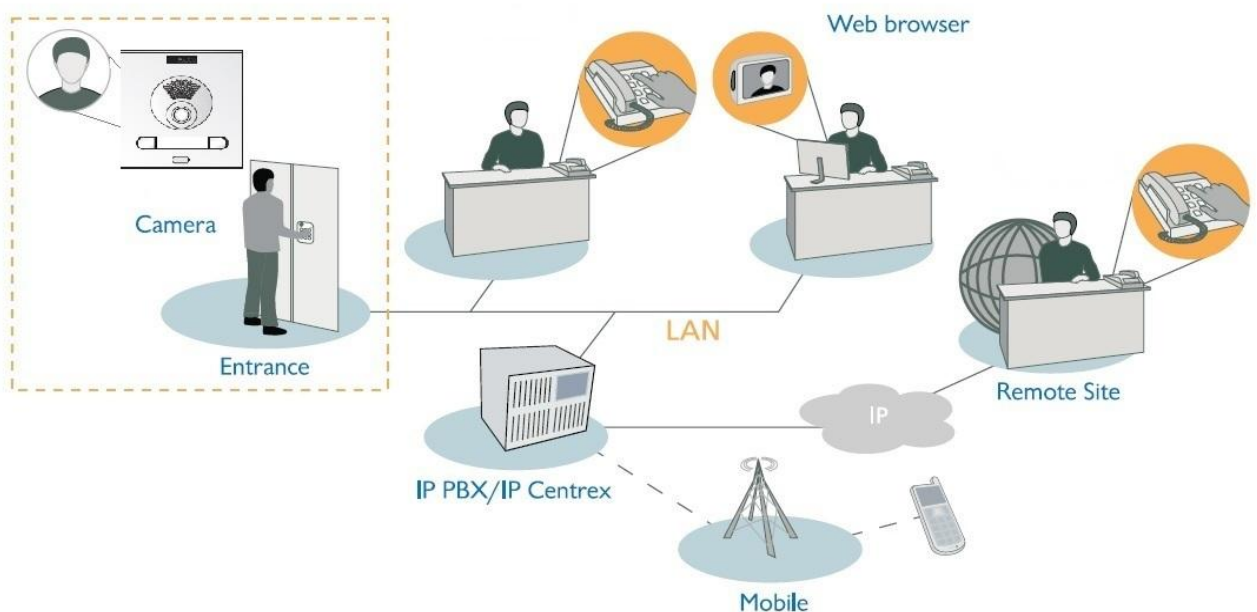 Web browser
Camera
LAN
Entrance
Remote Site
IP
IP PBX/IP Centrex
Mobile